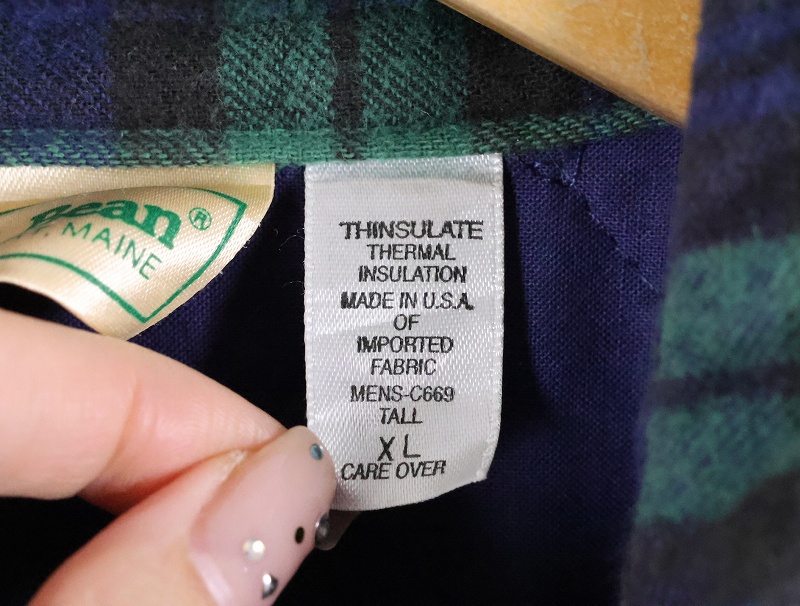 Bean®
MAINE
THINSULATE
THERMAL
INSULATION
MADE IN U.S.A.
OF
IMPORTED
FABRIC
MENS-C669
TALL
XL
CARE OVER